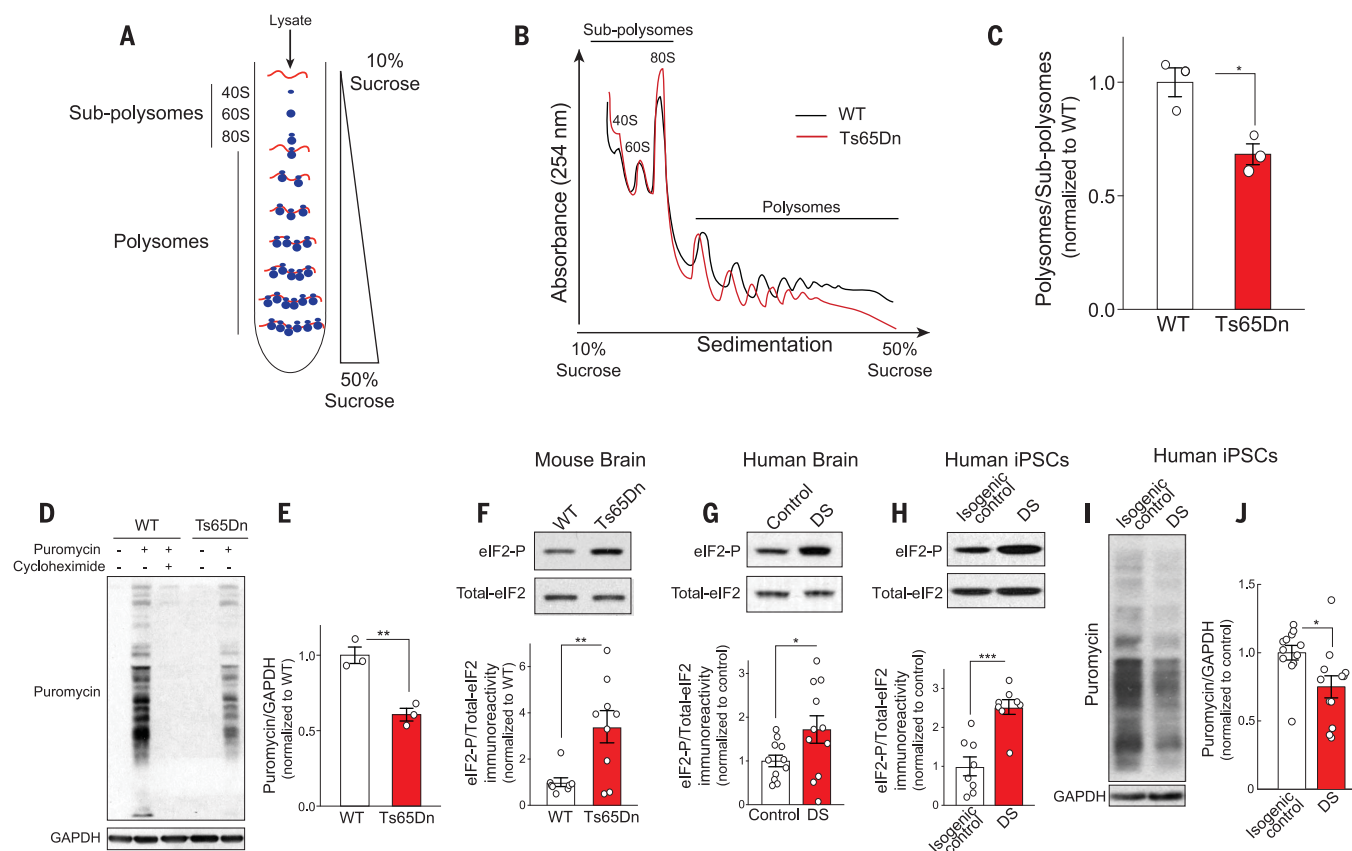 A
Lysate
10%
Sucrose
Sub-polysomes
40S
60S
80S
Polysomes
50%
Sucrose
B
Sub-polysomes
80S
40S
60S
WT
Ts65Dn
Polysomes
Absorbance (254 nm)
10%
Sucrose
Sedimentation
50%
Sucrose
C
Polysomes/Sub-polysomes
(normalized to WT)
1.0
0.5
0.0
*
WT
Ts65Dn
D
WT
Ts65Dn
Puromycin - + + - +
Cycloheximide +
Puromycin
GAPDH
E
Puromycin/GAPDH
(normalized to WT)
1.0
0.5
0.0
**
WT
Ts65Dn
Mouse Brain
F
WT
Ts65Dn
eIF2-P
Total-eIF2
eIF2-P/Total-eIF2
immunoreactivity
(normalized to WT)
8
6
4
2
0
**
WT
Ts65Dn
Human Brain
G
Control
DS
eIF2-P
Total-eIF2
eIF2-P/Total-eIF2
immunoreactivity
(normalized to control)
4
3
2
1
0
*
Control
DS
Human iPSCs
H
Isogenic
control
DS
eIF2-P
Total-eIF2
eIF2-P/Total-eIF2
immunoreactivity
(normalized to control)
3
2
1
0
***
Isogenic
control
DS
Human iPSCs
I
Isogenic
control
DS
Puromycin
GAPDH
J
Puromycin/GAPDH
(normalized to control)
1.5
1.0
0.5
0.0
*
Isogenic
control
DS